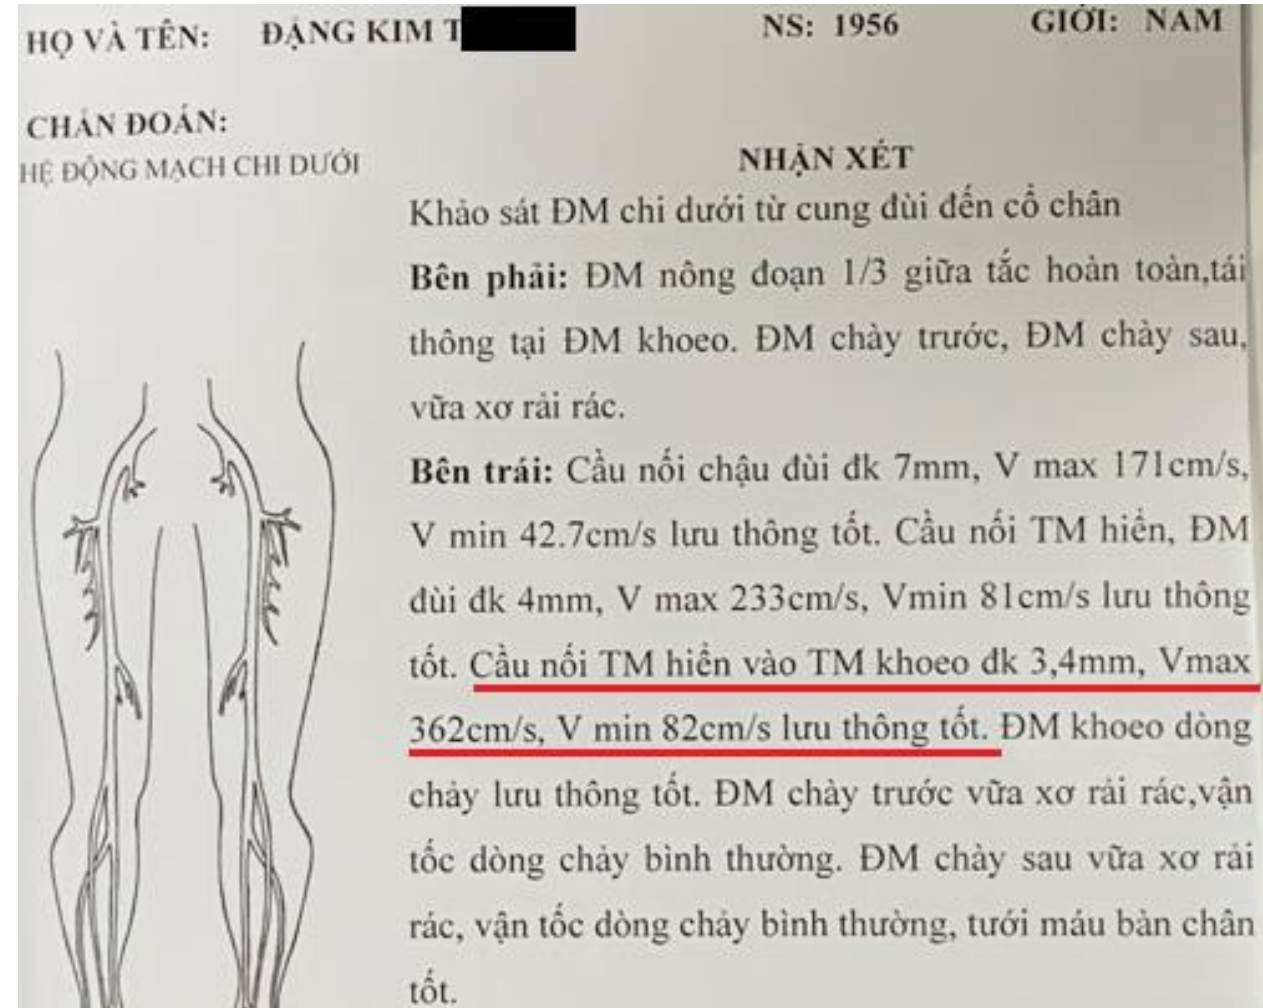 HỌ VÀ TÊN: ĐẶNG KIM T NS: 1956 GIỚI: NAM
CHẨN ĐOÁN:
HỆ ĐỘNG MẠCH CHI DƯỚI
NHẬN XÉT
Khảo sát ĐM chi dưới từ cung đùi đến cổ chân
Bên phải: ĐM nông đoạn 1/3 giữa tắc hoàn toàn,tái
thông tại ĐM khoeo. ĐM chày trước, ĐM chày sau,
vữa xơ rải rác.
Bên trái: Cầu nối chậu đùi đk 7mm, V max 171cm/s,
V min 42.7cm/s lưu thông tốt. Cầu nối TM hiển, ĐM
đùi đk 4mm, V max 233cm/s, Vmin 81cm/s lưu thông
tốt. Cầu nối TM hiển vào TM khoeo đk 3,4mm, Vmax
362cm/s, V min 82cm/s lưu thông tốt. ĐM khoeo dòng
chảy lưu thông tốt. ĐM chày trước vữa xơ rải rác,vận
tốc dòng chảy bình thường. ĐM chày sau vữa xơ rải
rác, vận tốc dòng chảy bình thường, tưới máu bàn chân
tốt.